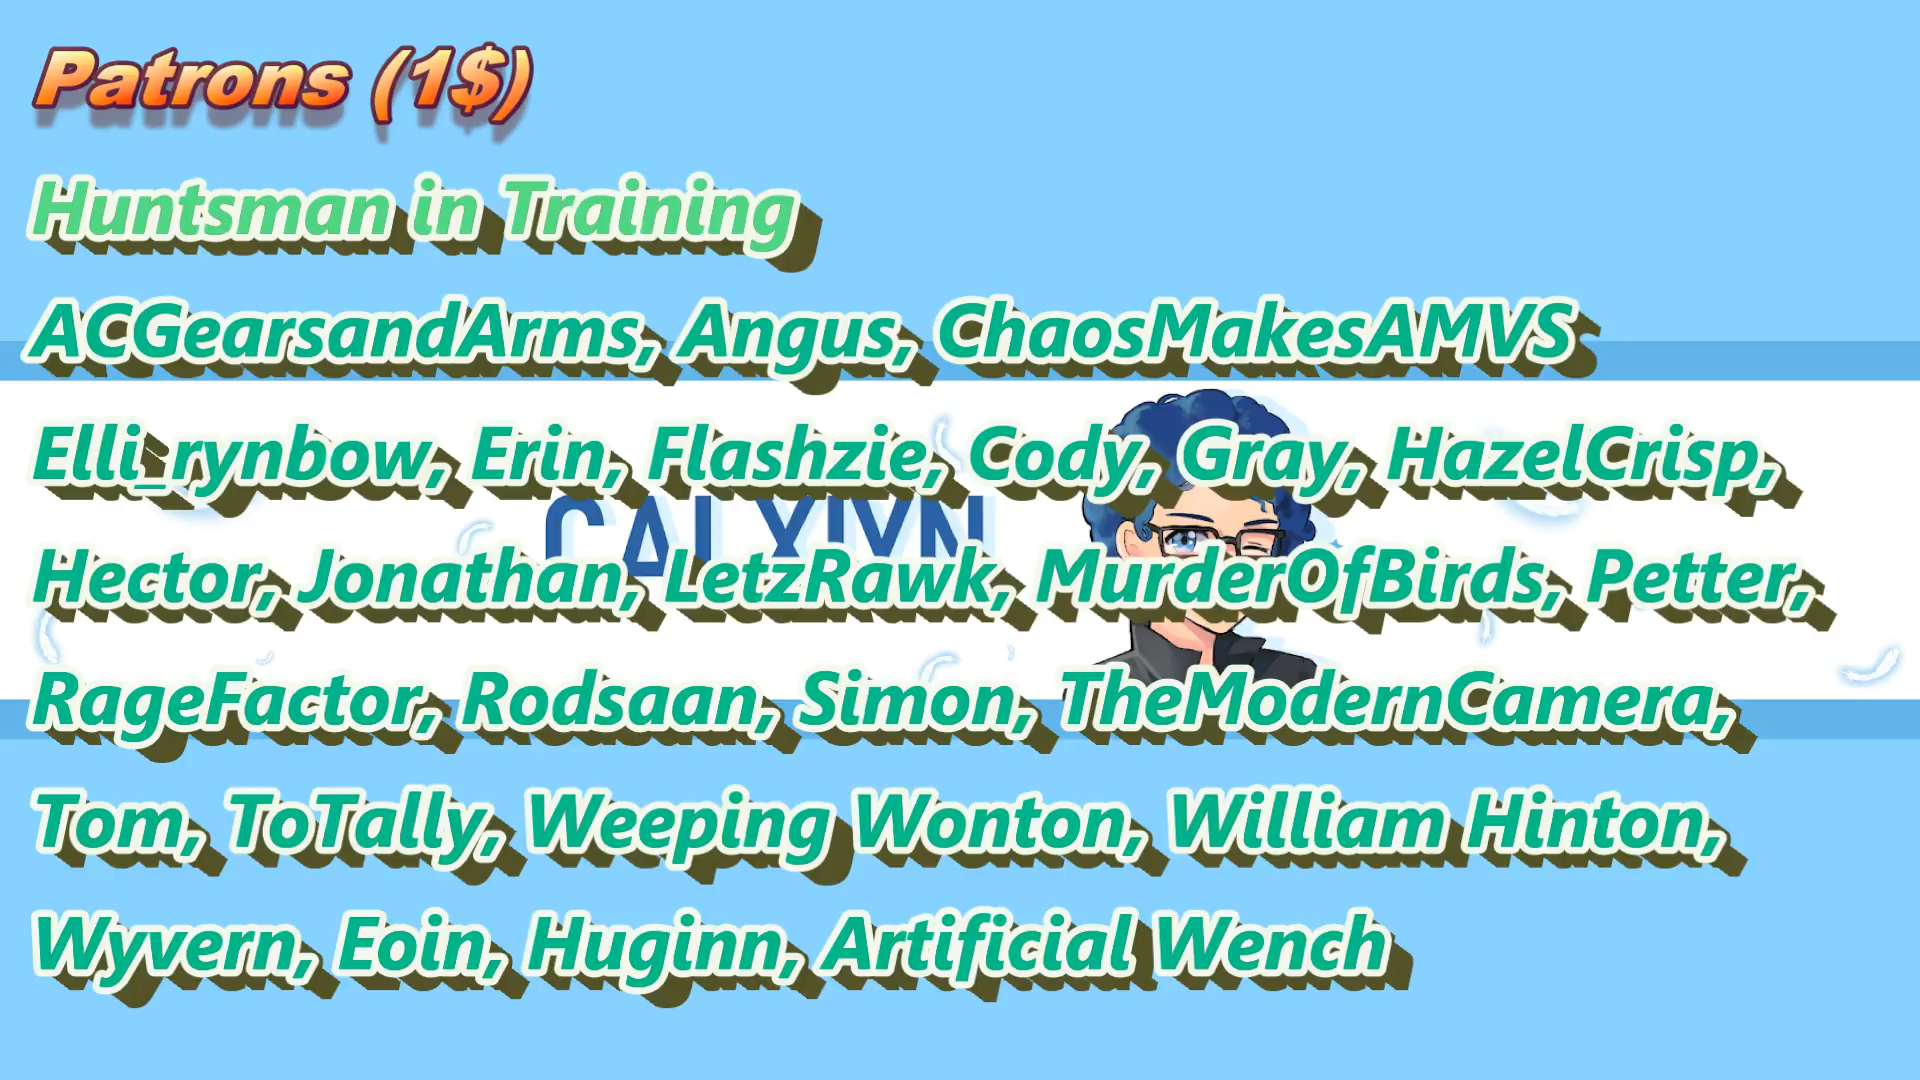 Patrons (1$)
Huntsman in Training
ACGearsandArms, Angus, ChaosMakesAMVS
Elli_rynbow, Erin, Flashzie, Cody, Gray, HazelCrisp,
Hector, Jonathan, LetzRawk, MurderOfBirds, Petter,
RageFactor, Rodsaan, Simon, TheModernCamera,
Tom, ToTally, Weeping Wonton, William Hinton,
Wyvern, Eoin, Huginn, Artificial Wench